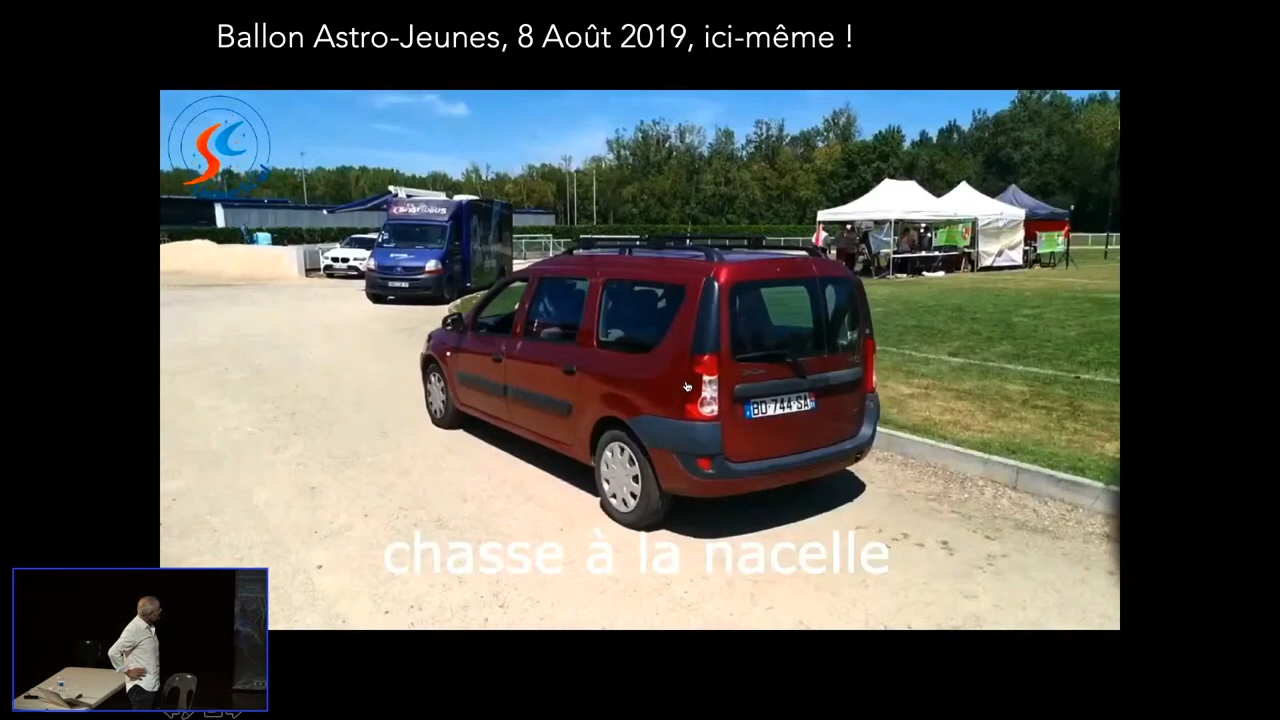 Ballon Astro-Jeunes, 8 Août 2019, ici-même !
BD-744-SA
chasse à la nacelle